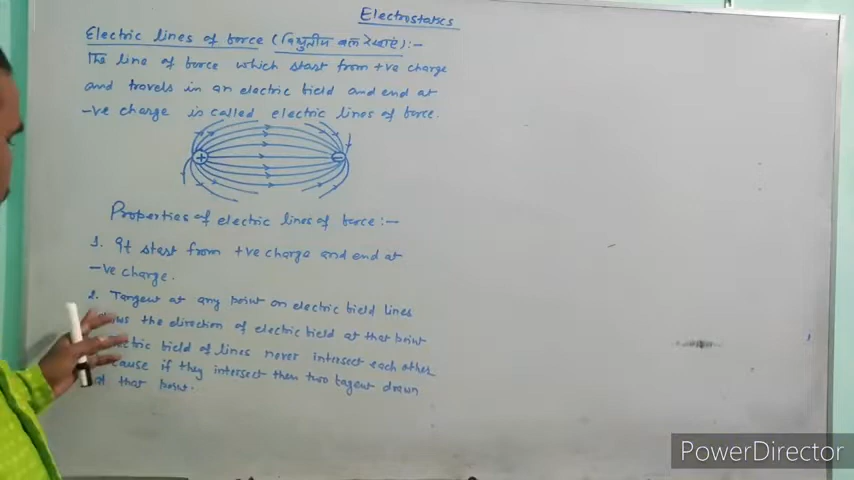 Electrostatics
Electric lines of force (विद्युतीय बल रेखाएं) :-
The line of force which start from +ve charge
and travels in an electric field and end at
-ve charge is called electric lines of force.
+ -
Properties of electric lines of force :-
1. It start from +ve charge and end at
-ve charge.
2. Tangent at any point on electric field lines
the direction of electric field at that point
field of lines never intersect each other
if they intersect then two tagent drawn
that point.
PowerDirector